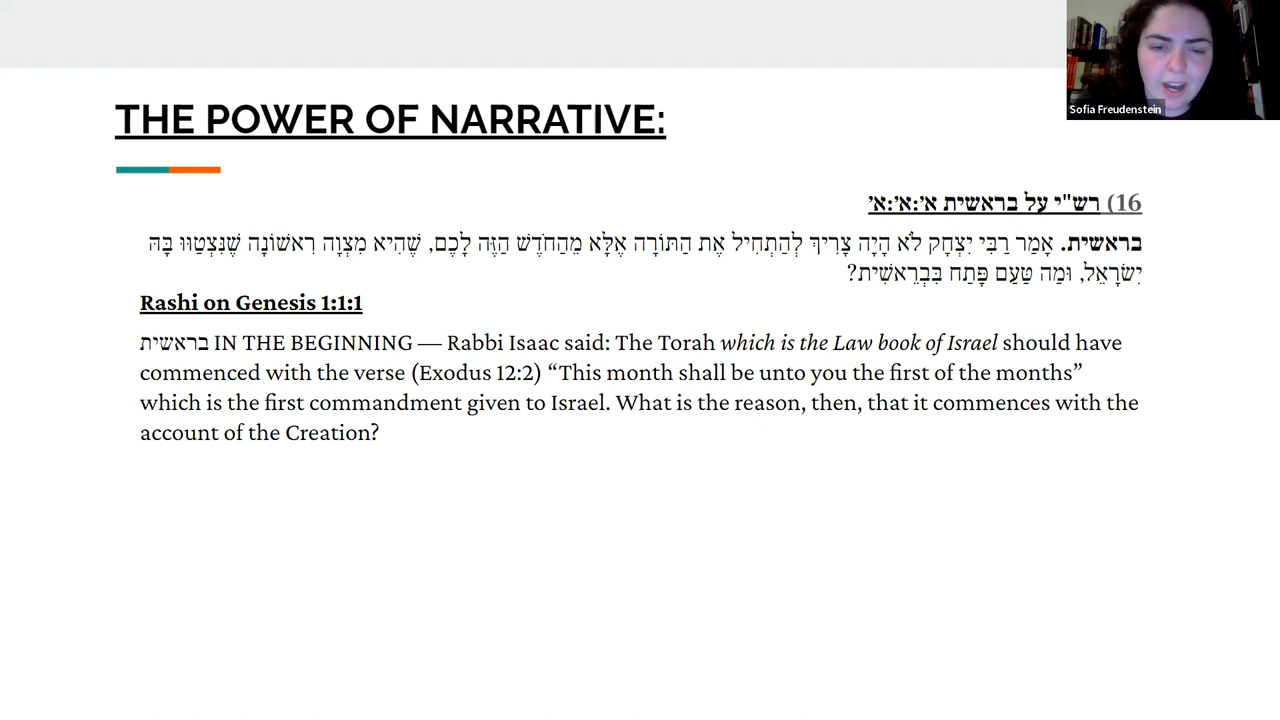 Sofia Freudenstein
THE POWER OF NARRATIVE:
16) רש"י על בראשית א׳:א׳:א׳
בראשית. אָמַר רַבִּי יִצְחָק לֹא הָיָה צָרִיךְ לְהַתְחִיל אֶת הַתּוֹרָה אֶלָּא מֵהַחֹדֶשׁ הַזֶּה לָכֶם, שֶׁהִיא מִצְוָה רִאשׁוֹנָה שֶׁנִּצְטַוּוּ בָּהּ
יִשְׂרָאֵל, וּמַה טַּעַם פָּתַח בִּבְרֵאשִׁית?
Rashi on Genesis 1:1:1
בראשית IN THE BEGINNING — Rabbi Isaac said: The Torah which is the Law book of Israel should have
commenced with the verse (Exodus 12:2) “This month shall be unto you the first of the months”
which is the first commandment given to Israel. What is the reason, then, that it commences with the
account of the Creation?